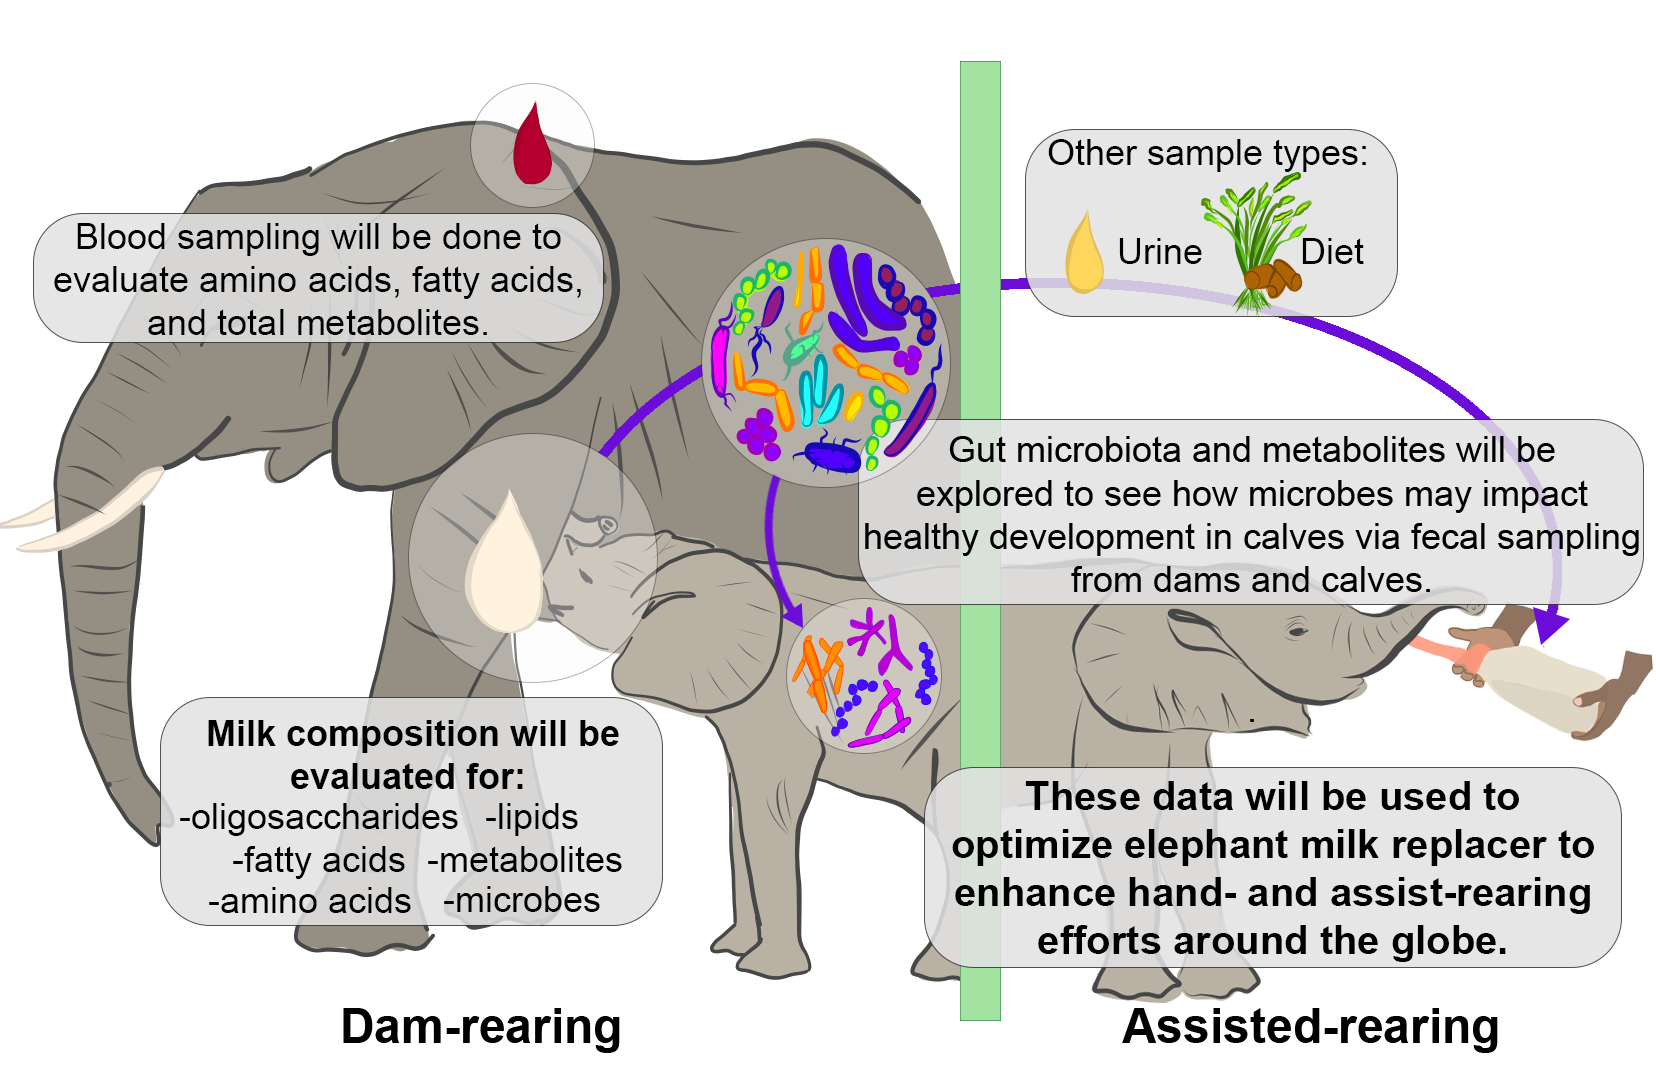 Blood sampling will be done to
evaluate amino acids, fatty acids,
and total metabolites.
Other sample types:
Urine Diet
Gut microbiota and metabolites will be
explored to see how microbes may impact
healthy development in calves via fecal sampling
from dams and calves.
Milk composition will be
evaluated for:
-oligosaccharides -lipids
-fatty acids -metabolites
-amino acids -microbes
.
These data will be used to
optimize elephant milk replacer to
enhance hand- and assist-rearing
efforts around the globe.
Dam-rearing
Assisted-rearing